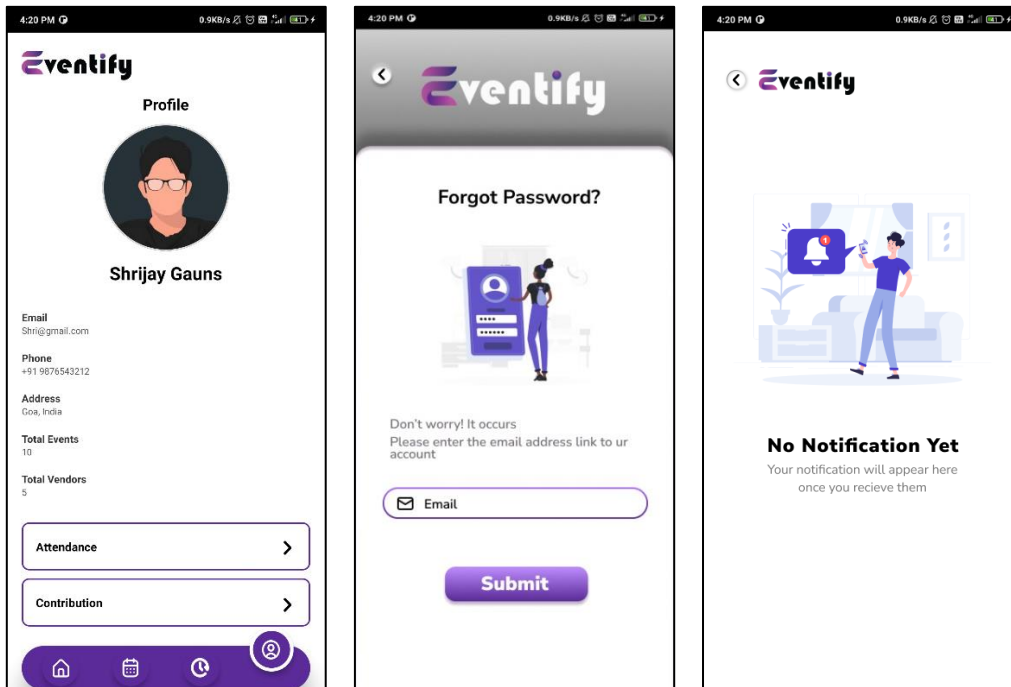 4:20 PM
0.9KB/s
Eventify
Profile
Shrijay Gauns
Email
Shri@gmail.com
Phone
+91 9876543212
Address
Goa, India
Total Events
10
Total Vendors
5
Attendance
Contribution
4:20 PM
0.9KB/s
Eventify
Forgot Password?
Don't worry! It occurs
Please enter the email address link to ur
account
Email
Submit
4:20 PM
0.9KB/s
Eventify
1
No Notification Yet
Your notification will appear here
once you recieve them